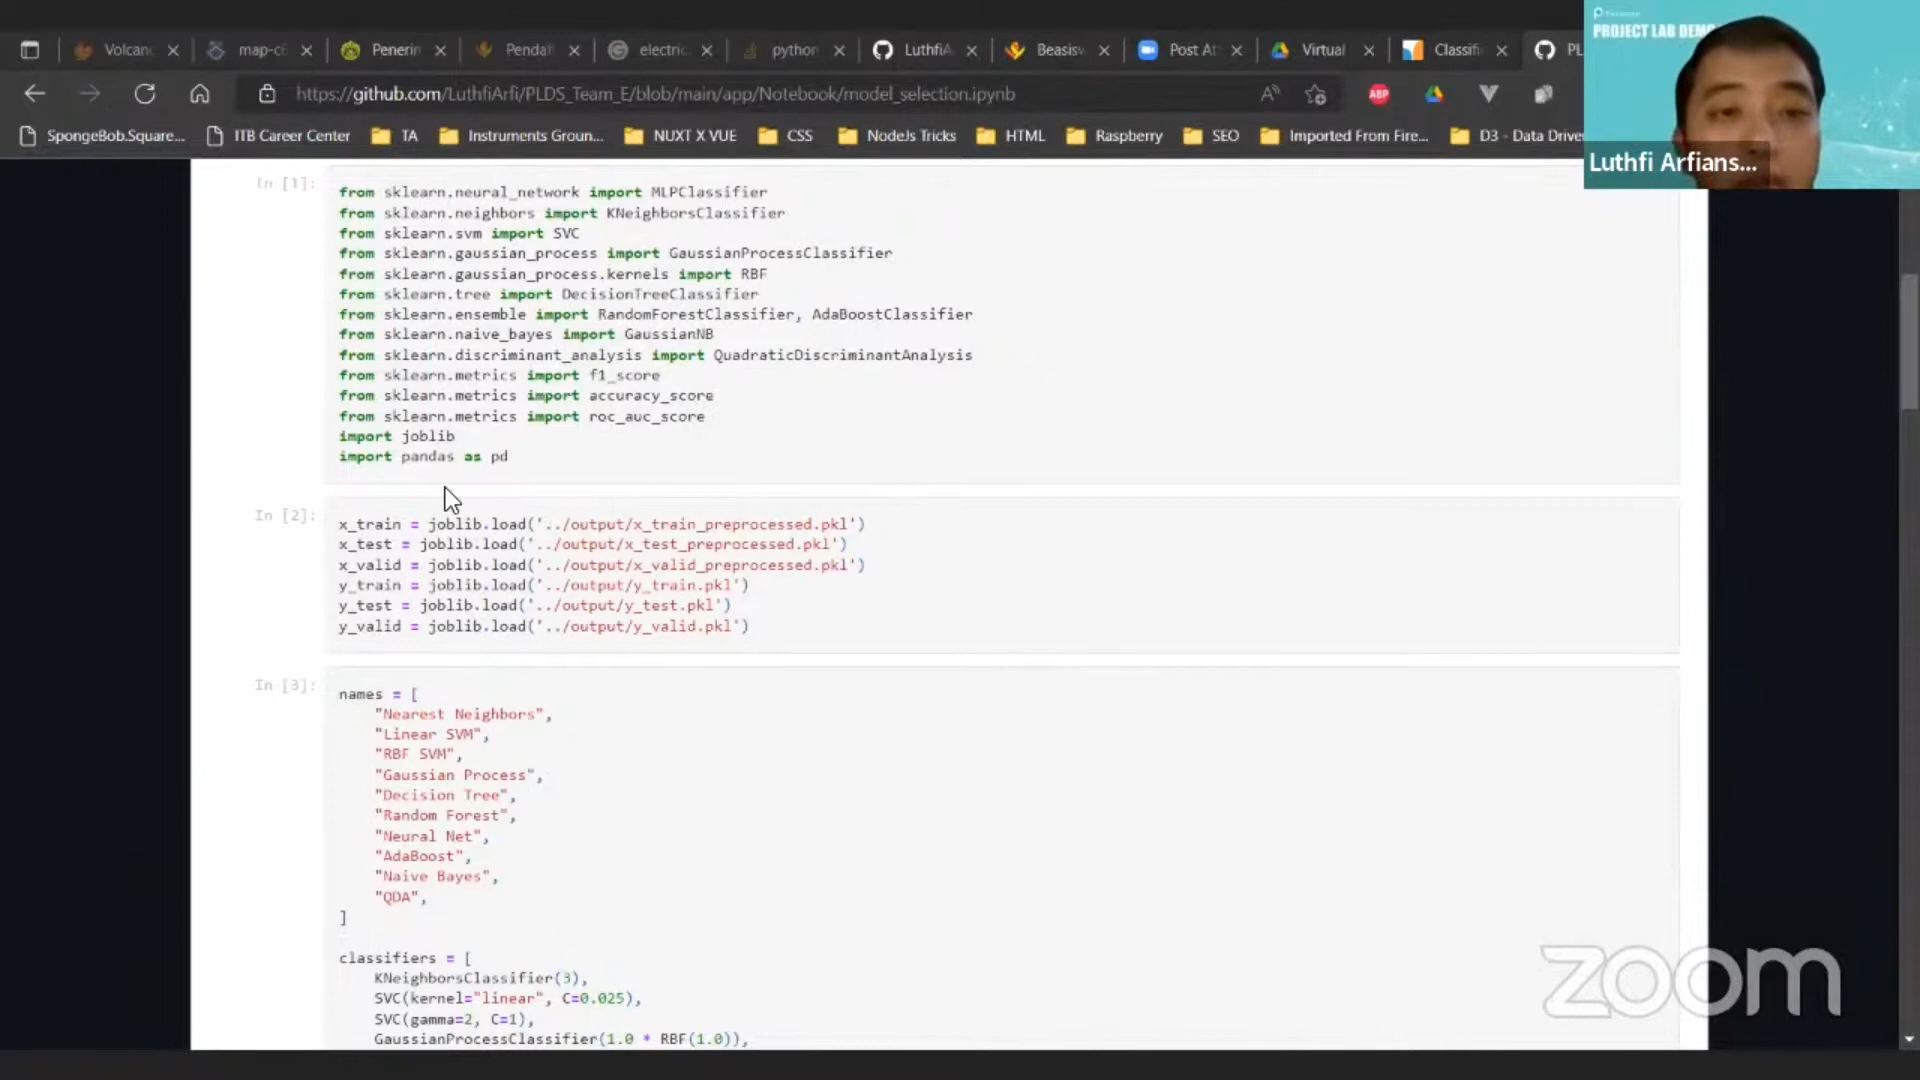 Volcan
map-c
Penerin
Pendaf
electric
python
LuthfiA
Beasisv
Post At
Virtual
Classifi
PL
https://github.com/LuthfiArfi/PLDS_Team_E/blob/main/app/Notebook/model_selection.ipynb
ABP
SpongeBob.Square...
ITB Career Center
TA
Instruments Groun...
NUXT X VUE
CSS
NodeJs Tricks
HTML
Raspberry
SEO
Imported From Fire...
D3 - Data Driver
PROJECT LAB DEM
Luthfi Arfians...
In [1]:
from sklearn.neural_network import MLPClassifier
from sklearn.neighbors import KNeighborsClassifier
from sklearn.svm import SVC
from sklearn.gaussian_process import GaussianProcessClassifier
from sklearn.gaussian_process.kernels import RBF
from sklearn.tree import DecisionTreeClassifier
from sklearn.ensemble import RandomForestClassifier, AdaBoostClassifier
from sklearn.naive_bayes import GaussianNB
from sklearn.discriminant_analysis import QuadraticDiscriminantAnalysis
from sklearn.metrics import f1_score
from sklearn.metrics import accuracy_score
from sklearn.metrics import roc_auc_score
import joblib
import pandas as pd
In [2]:
x_train = joblib.load('../output/x_train_preprocessed.pkl')
x_test = joblib.load('../output/x_test_preprocessed.pkl')
x_valid = joblib.load('../output/x_valid_preprocessed.pkl')
y_train = joblib.load('../output/y_train.pkl')
y_test = joblib.load('../output/y_test.pkl')
y_valid = joblib.load('../output/y_valid.pkl')
In [3]:
names = [
"Nearest Neighbors",
"Linear SVM",
"RBF SVM",
"Gaussian Process",
"Decision Tree",
"Random Forest",
"Neural Net",
"AdaBoost",
"Naive Bayes",
"QDA",
]
classifiers = [
KNeighborsClassifier(3),
SVC(kernel="linear", C=0.025),
SVC(gamma=2, C=1),
GaussianProcessClassifier(1.0 * RBF(1.0)),
zoom